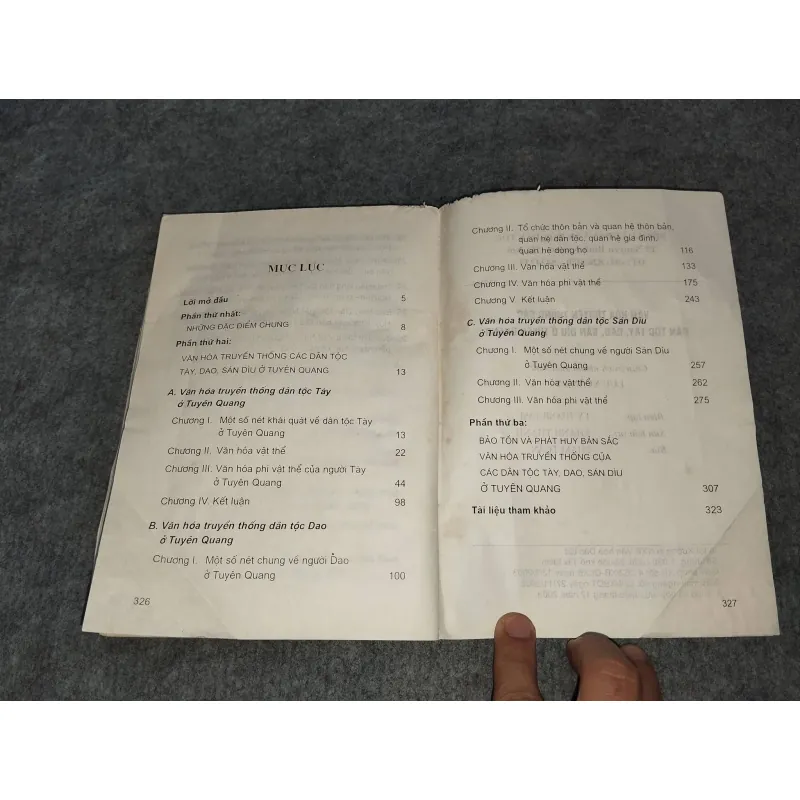 MỤC LỤC
Lời mở đầu 5
Phần thứ nhất:
NHỮNG ĐẶC ĐIỂM CHUNG 8
Phần thứ hai:
VĂN HÓA TRUYỀN THỐNG CÁC DÂN TỘC
TÀY, DAO, SÁN DÌU Ở TUYÊN QUANG 13
A. Văn hóa truyền thống dân tộc Tày
ở Tuyên Quang
Chương I. Một số nét khái quát về dân tộc Tày
ở Tuyên Quang 13
Chương II. Văn hóa vật thể 22
Chương III. Văn hóa phi vật thể của người Tày
ở Tuyên Quang 44
Chương IV. Kết luận 98
B. Văn hóa truyền thống dân tộc Dao
ở Tuyên Quang
Chương I. Một số nét chung về người Dao
ở Tuyên Quang 100
326
Chương II. Tổ chức thôn bản và quan hệ thôn bản,
quan hệ dân tộc, quan hệ gia đình,
quan hệ dòng họ 116
Chương III. Văn hóa vật thể 133
Chương IV. Văn hóa phi vật thể 175
Chương V Kết luận 243
C. Văn hóa truyền thống dân tộc Sán Dìu
ở Tuyên Quang
Chương I. Một số nét chung về người Sán Dìu
ở Tuyên Quang 257
Chương II. Văn hóa vật thể 262
Chương III. Văn hóa phi vật thể 275
Phần thứ ba:
BẢO TỒN VÀ PHÁT HUY BẢN SẮC
VĂN HÓA TRUYỀN THỐNG CỦA
CÁC DÂN TỘC TÀY, DAO, SÁN DÌU
Ở TUYÊN QUANG 307
Tài liệu tham khảo 323
327